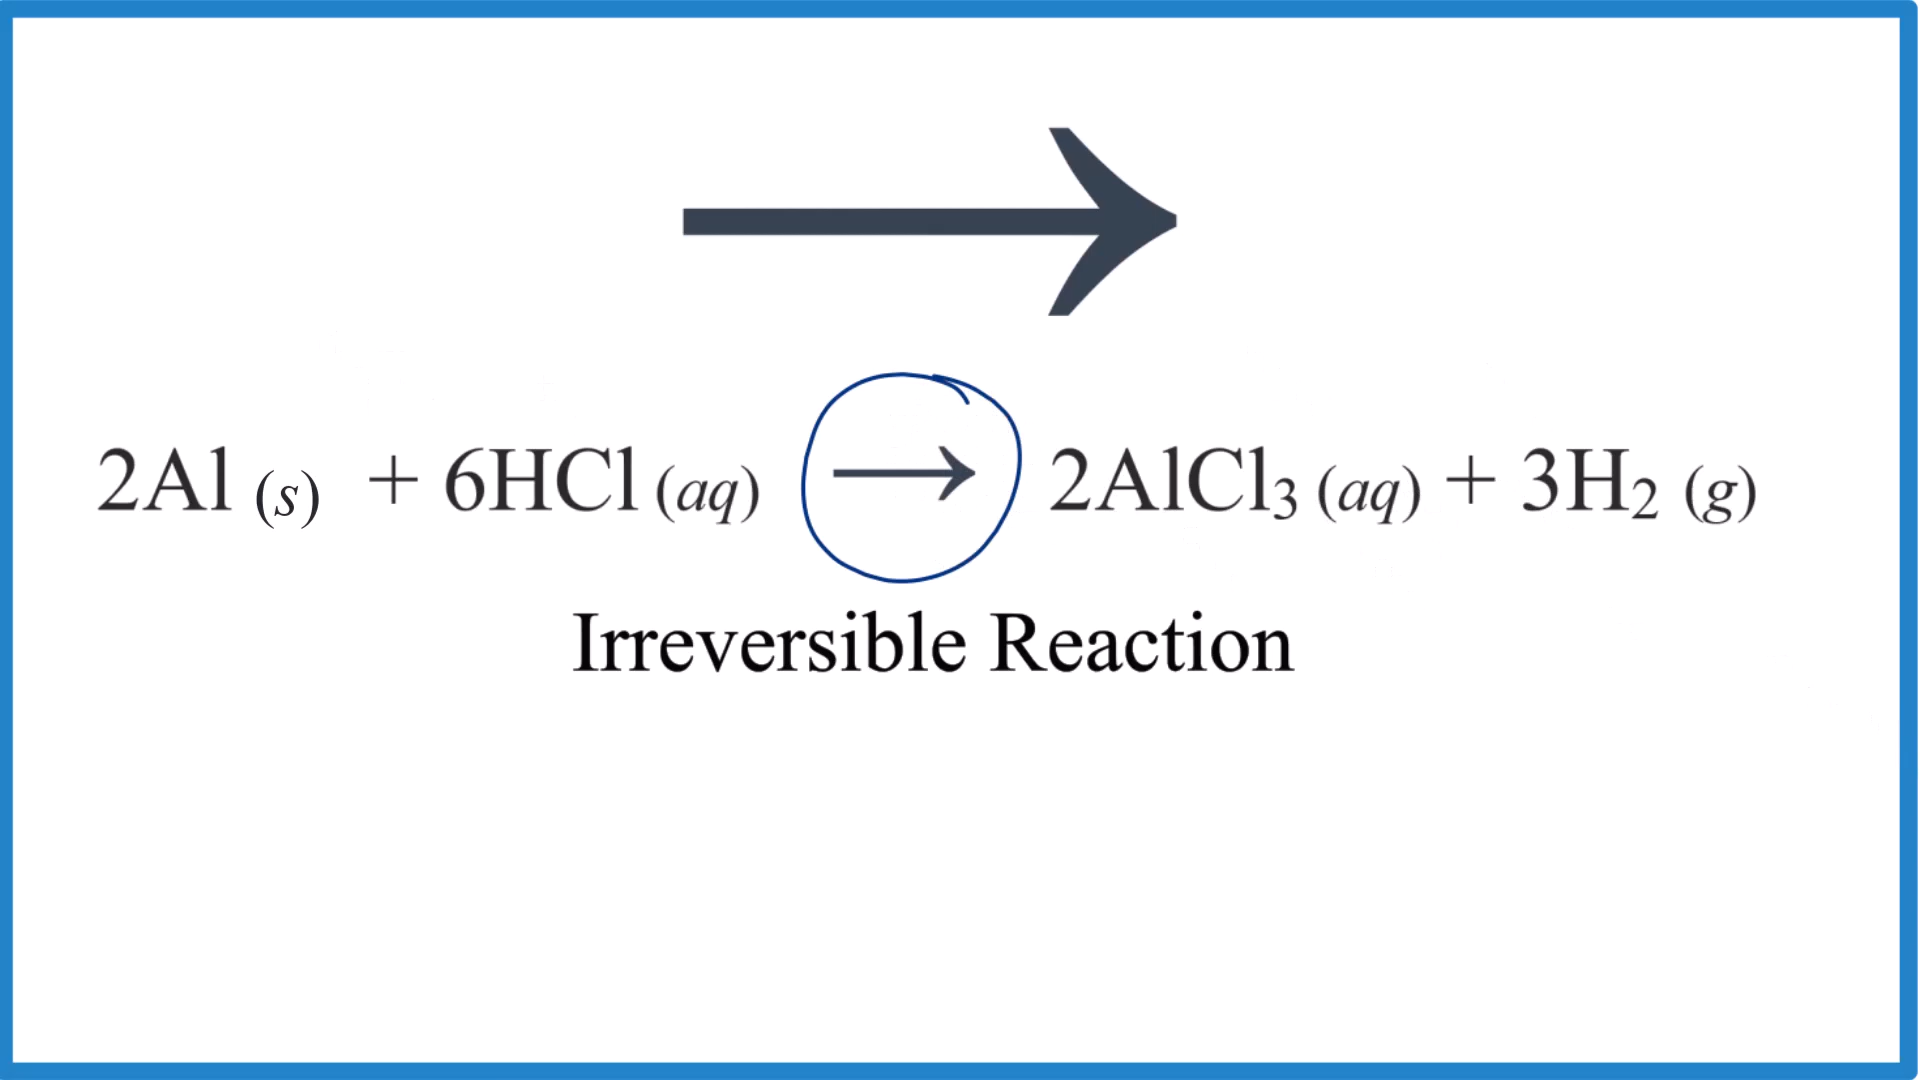 2Al (s) + 6HCl (aq) → 2AlCl₃ (aq) + 3H₂ (g)
Irreversible Reaction